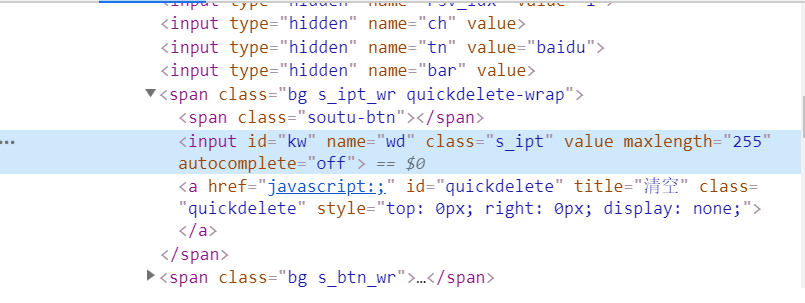 <input type="hidden" name="rsv_idx" value="1">
<input type="hidden" name="ch" value>
<input type="hidden" name="tn" value="baidu">
<input type="hidden" name="bar" value>
▼<span class="bg s_ipt_wr quickdelete-wrap">
<span class="soutu-btn"></span>
… <input id="kw" name="wd" class="s_ipt" value maxlength="255"
autocomplete="off"> == $0
<a href="javascript:;" id="quickdelete" title="清空" class=
"quickdelete" style="top: 0px; right: 0px; display: none;">
</a>
</span>
▶<span class="bg s_btn_wr">…</span>